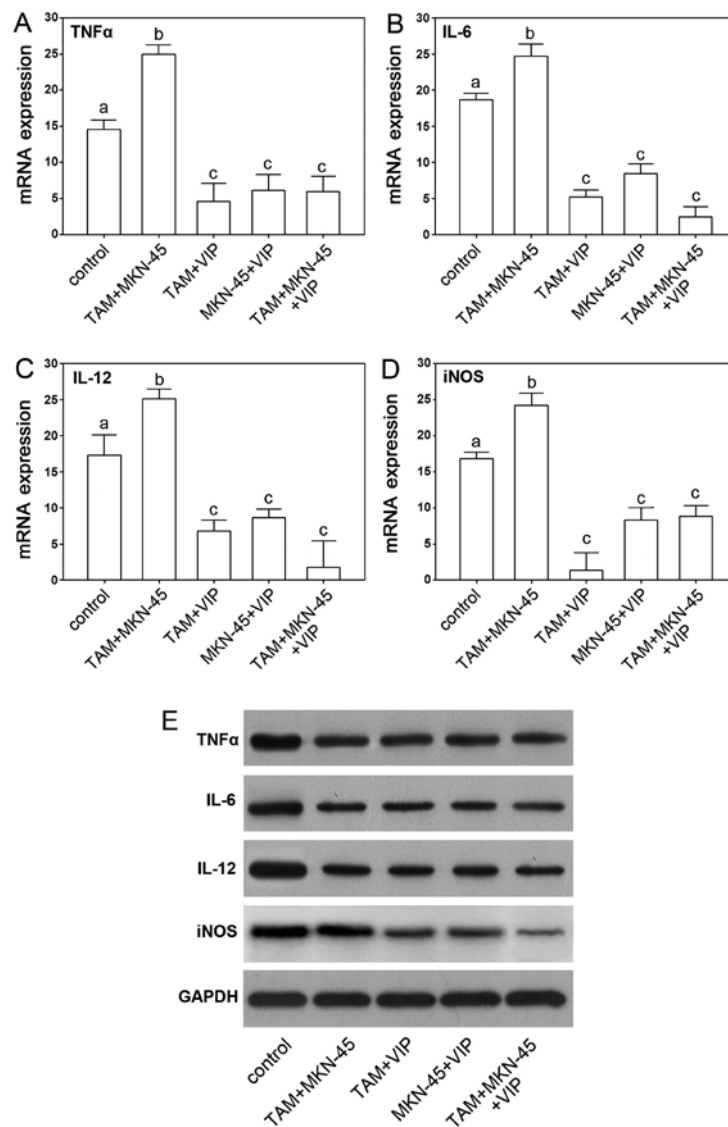 A
TNFα
mRNA expression
30
25
20
15
10
5
0
a
b
c
c
c
control
TAM+MKN-45
TAM+VIP
MKN-45+VIP
TAM+MKN-45
+VIP
B
IL-6
mRNA expression
30
25
20
15
10
5
0
a
b
c
c
c
control
TAM+MKN-45
TAM+VIP
MKN-45+VIP
TAM+MKN-45
+VIP
C
IL-12
mRNA expression
30
25
20
15
10
5
0
a
b
c
c
c
control
TAM+MKN-45
TAM+VIP
MKN-45+VIP
TAM+MKN-45
+VIP
D
iNOS
mRNA expression
30
25
20
15
10
5
0
a
b
c
c
c
control
TAM+MKN-45
TAM+VIP
MKN-45+VIP
TAM+MKN-45
+VIP
E
TNFα
IL-6
IL-12
iNOS
GAPDH
control
TAM+MKN-45
TAM+VIP
MKN-45+VIP
TAM+MKN-45
+VIP